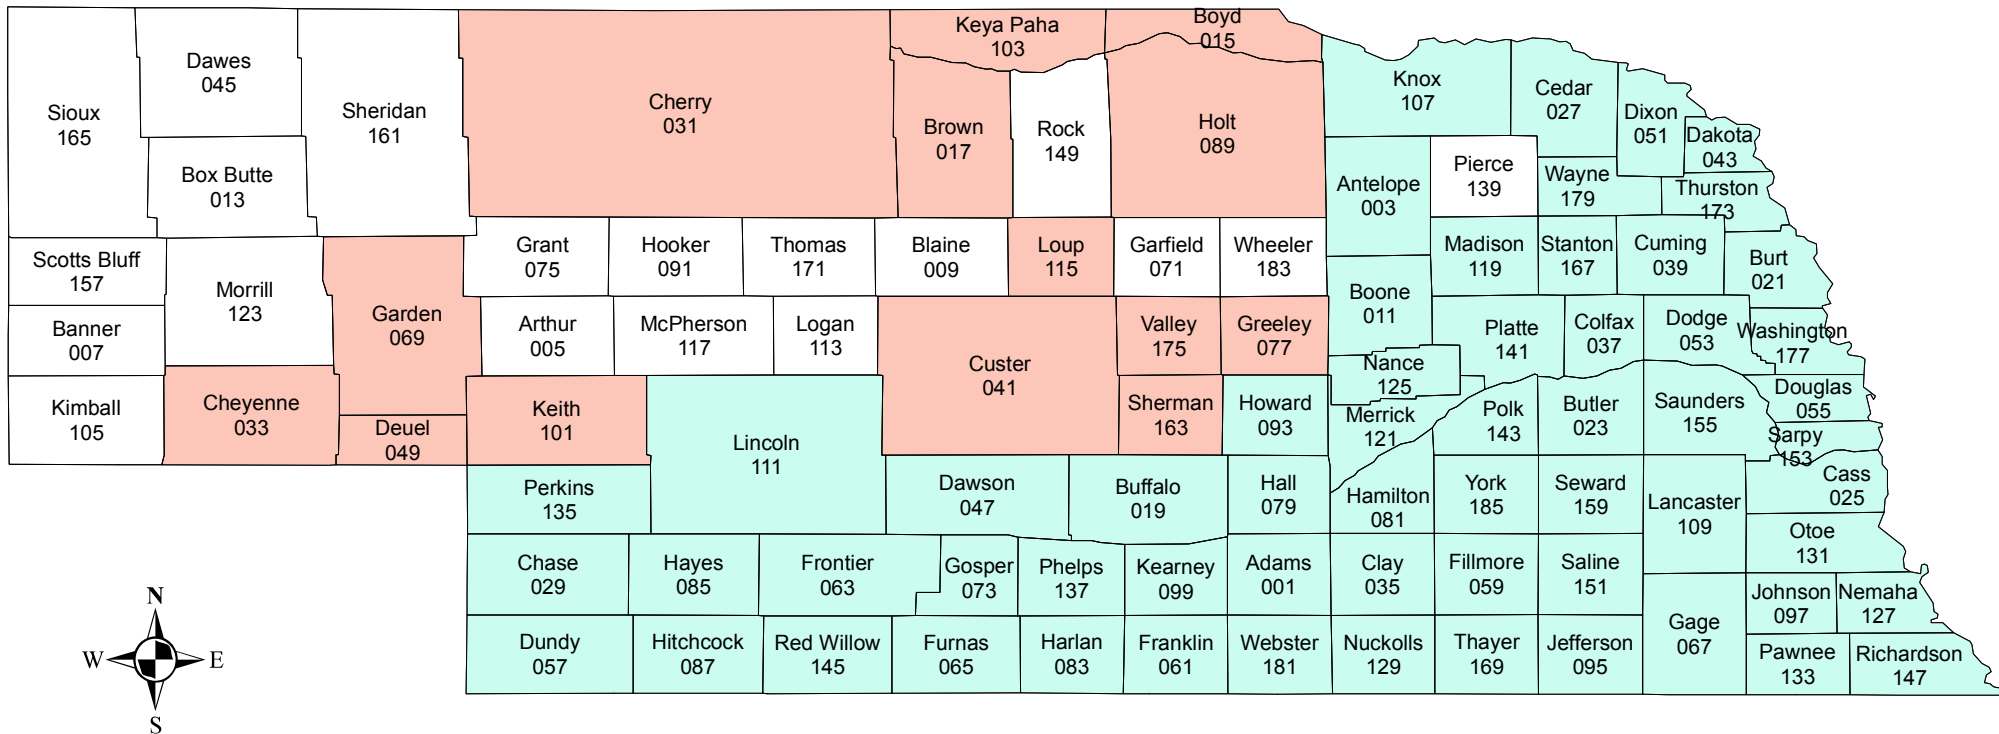 Sioux
165
Dawes
045
Box Butte
013
Sheridan
161
Scotts Bluff
157
Banner
007
Kimball
105
Morrill
123
Cheyenne
033
Garden
069
Deuel
049
Cherry
031
Keya Paha
103
Boyd
015
Brown
017
Rock
149
Holt
089
Grant
075
Hooker
091
Thomas
171
Blaine
009
Loup
115
Garfield
071
Wheeler
183
Arthur
005
McPherson
117
Logan
113
Custer
041
Valley
175
Greeley
077
Keith
101
Lincoln
111
Sherman
163
Howard
093
Perkins
135
Dawson
047
Buffalo
019
Hall
079
Chase
029
Hayes
085
Frontier
063
Gosper
073
Phelps
137
Kearney
099
Adams
001
Dundy
057
Hitchcock
087
Red Willow
145
Furnas
065
Harlan
083
Franklin
061
Webster
181
Knox
107
Cedar
027
Dixon
051
Dakota
043
Antelope
003
Pierce
139
Wayne
179
Thurston
173
Madison
119
Stanton
167
Cuming
039
Burt
021
Boone
011
Platte
141
Colfax
037
Dodge
053
Washington
177
Nance
125
Merrick
121
Polk
143
Butler
023
Saunders
155
Douglas
055
Sarpy
153
Hamilton
081
York
185
Seward
159
Lancaster
109
Cass
025
Otoe
131
Clay
035
Fillmore
059
Saline
151
Gage
067
Johnson
097
Nemaha
127
Nuckolls
129
Thayer
169
Jefferson
095
Pawnee
133
Richardson
147
N
W
E
S